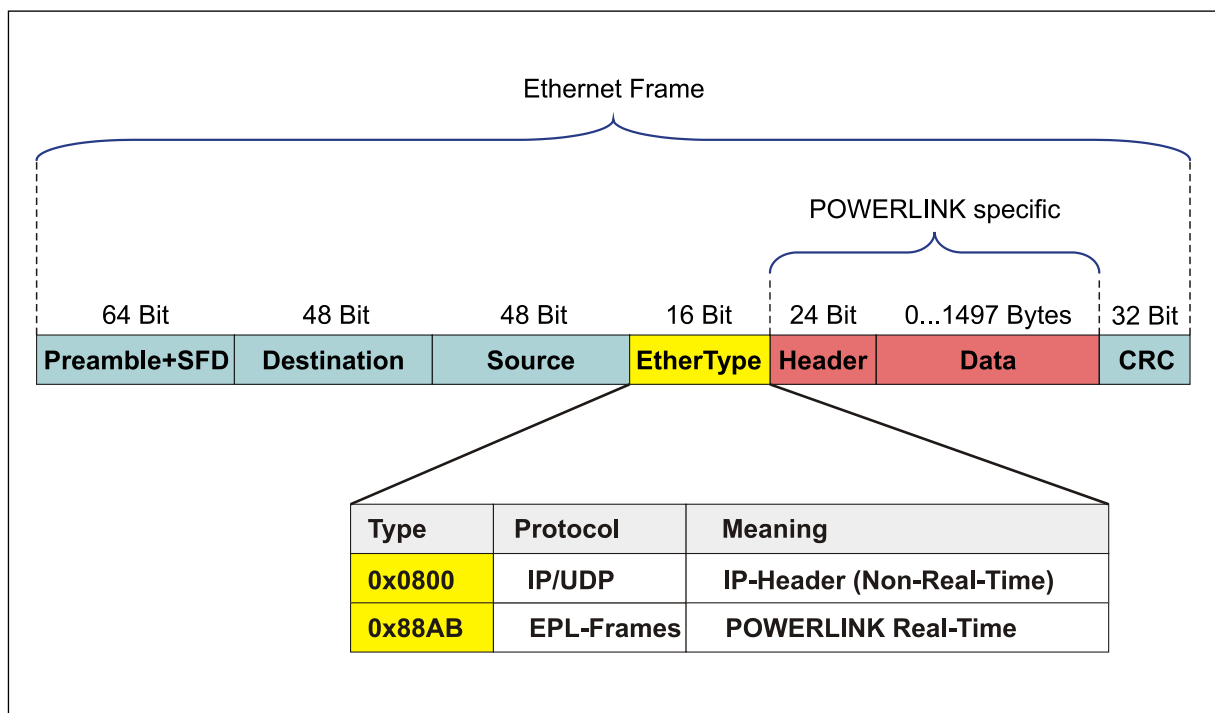 Ethernet Frame
POWERLINK specific
64 Bit 48 Bit 48 Bit 16 Bit 24 Bit 0...1497 Bytes 32 Bit
Preamble+SFD Destination Source EtherType Header Data CRC
Type Protocol Meaning
0x0800 IP/UDP IP-Header (Non-Real-Time)
0x88AB EPL-Frames POWERLINK Real-Time